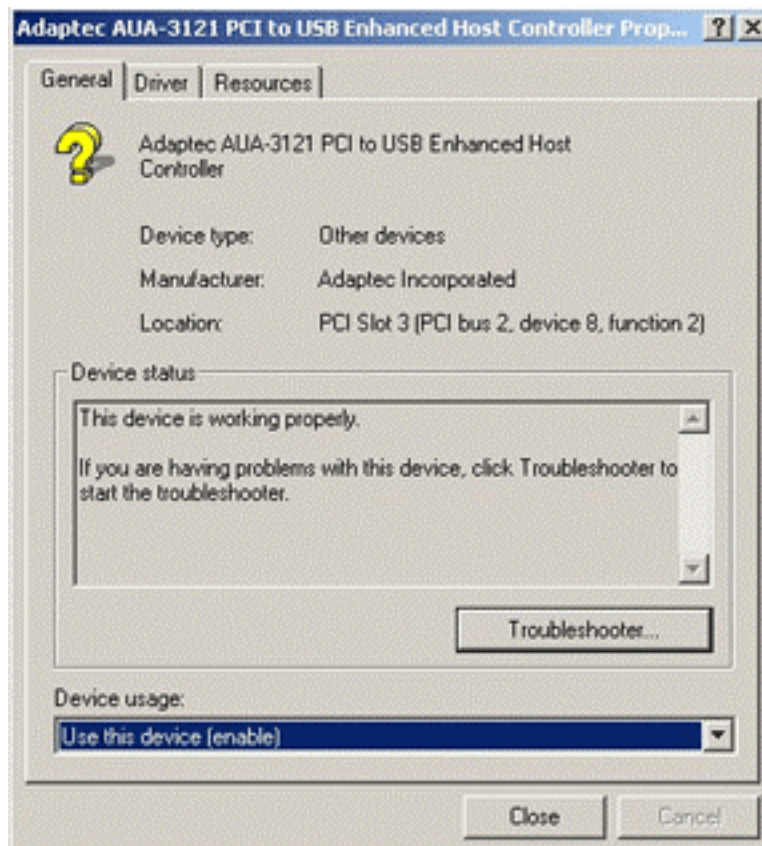 Adaptec AUA-3121 PCI to USB Enhanced Host Controller Prop...
General Driver Resources
Adaptec AUA-3121 PCI to USB Enhanced Host
Controller
Device type: Other devices
Manufacturer: Adaptec Incorporated
Location: PCI Slot 3 (PCI bus 2, device 8, function 2)
Device status
This device is working properly.
If you are having problems with this device, click Troubleshooter to
start the troubleshooter.
Troubleshooter...
Device usage:
Use this device (enable)
Close Cancel